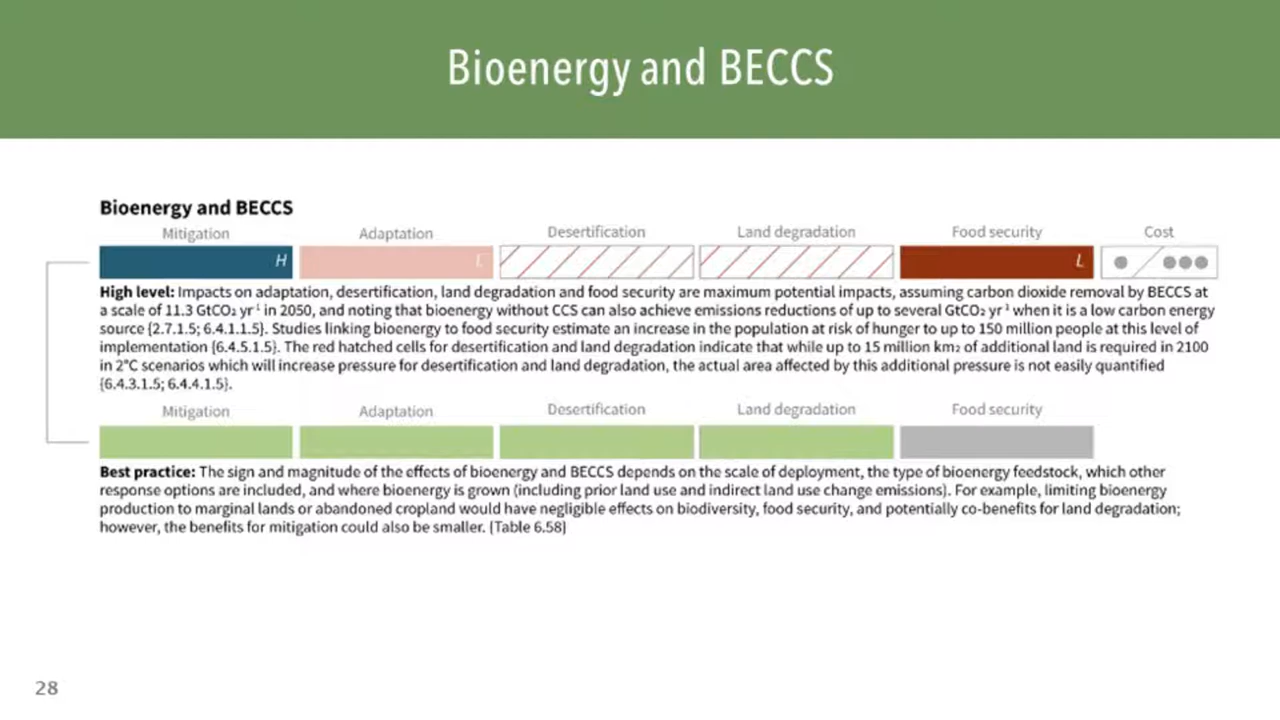 Bioenergy and BECCS
Bioenergy and BECCS
Mitigation Adaptation Desertification Land degradation Food security Cost
H L L
High level: Impacts on adaptation, desertification, land degradation and food security are maximum potential impacts, assuming carbon dioxide removal by BECCS at
a scale of 11.3 GtCO₂ yr⁻¹ in 2050, and noting that bioenergy without CCS can also achieve emissions reductions of up to several GtCO₂ yr⁻¹ when it is a low carbon energy
source {2.7.1.5; 6.4.1.1.5}. Studies linking bioenergy to food security estimate an increase in the population at risk of hunger to up to 150 million people at this level of
implementation {6.4.5.1.5}. The red hatched cells for desertification and land degradation indicate that while up to 15 million km₂ of additional land is required in 2100
in 2°C scenarios which will increase pressure for desertification and land degradation, the actual area affected by this additional pressure is not easily quantified
{6.4.3.1.5; 6.4.4.1.5}.
Mitigation Adaptation Desertification Land degradation Food security
Best practice: The sign and magnitude of the effects of bioenergy and BECCS depends on the scale of deployment, the type of bioenergy feedstock, which other
response options are included, and where bioenergy is grown (including prior land use and indirect land use change emissions). For example, limiting bioenergy
production to marginal lands or abandoned cropland would have negligible effects on biodiversity, food security, and potentially co-benefits for land degradation;
however, the benefits for mitigation could also be smaller. {Table 6.58}
28